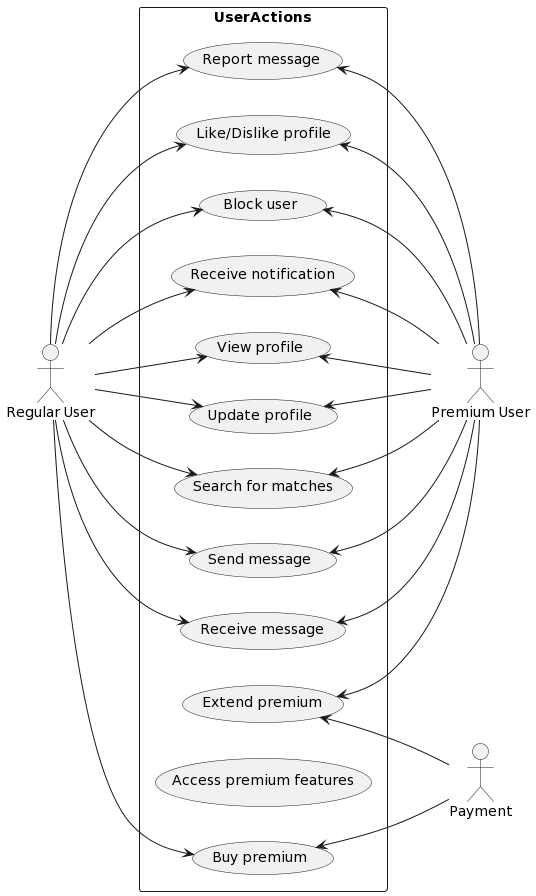 UserActions
Report message
Like/Dislike profile
Block user
Receive notification
View profile
Regular User
Premium User
Update profile
Search for matches
Send message
Receive message
Extend premium
Access premium features
Payment
Buy premium